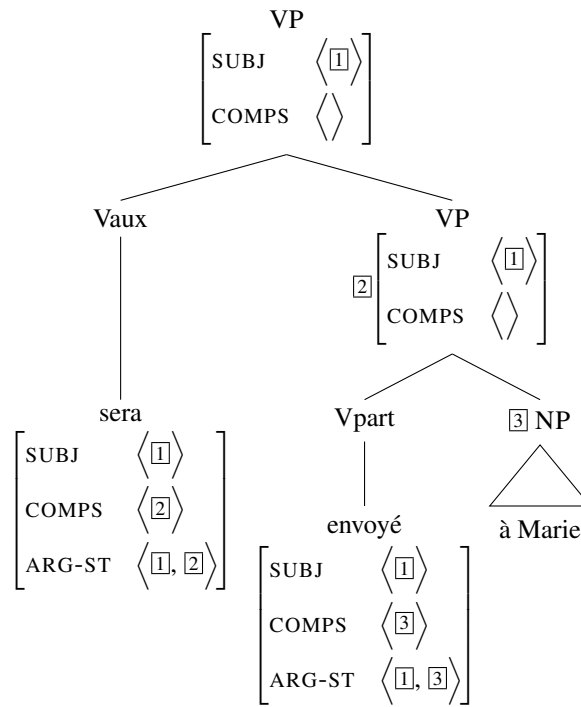 VP
SUBJ ⟨[1]⟩
COMPS ⟨⟩
Vaux VP
[2] SUBJ ⟨[1]⟩
COMPS ⟨⟩
sera Vpart [3] NP
SUBJ ⟨[1]⟩
COMPS ⟨[2]⟩
ARG-ST ⟨[1], [2]⟩
envoyé à Marie
SUBJ ⟨[1]⟩
COMPS ⟨[3]⟩
ARG-ST ⟨[1], [3]⟩